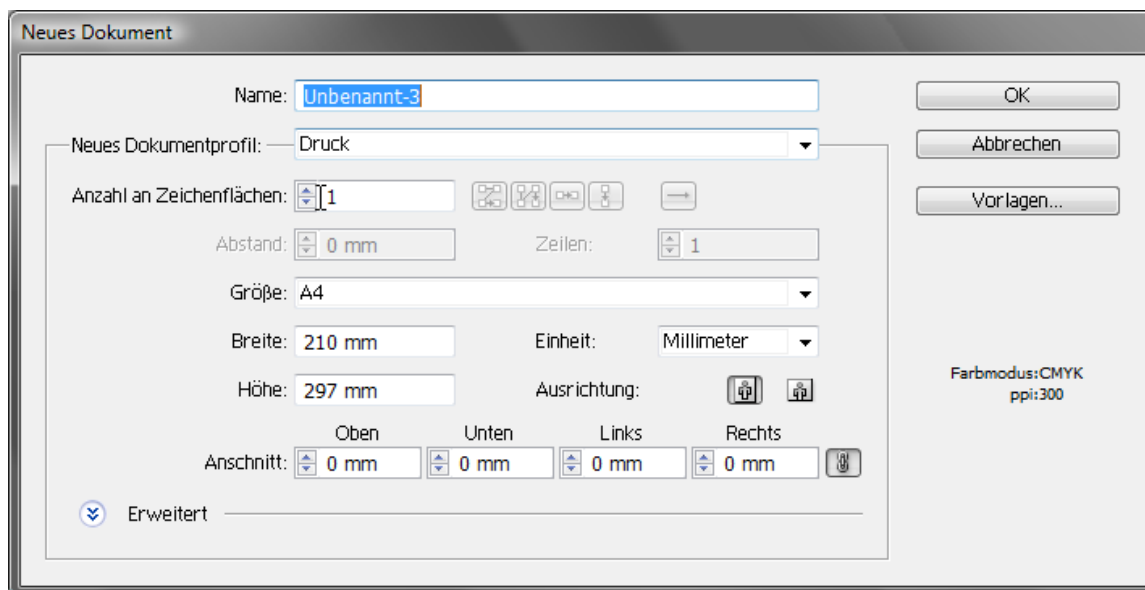 Neues Dokument
Name: Unbenannt-3
OK
Neues Dokumentprofil: Druck
Abbrechen
Anzahl an Zeichenflächen: 1
Vorlagen...
Abstand: 0 mm Zeilen: 1
Größe: A4
Breite: 210 mm Einheit: Millimeter
Höhe: 297 mm Ausrichtung:
Farbmodus:CMYK
ppi:300
Oben Unten Links Rechts
Anschnitt: 0 mm 0 mm 0 mm 0 mm
Erweitert